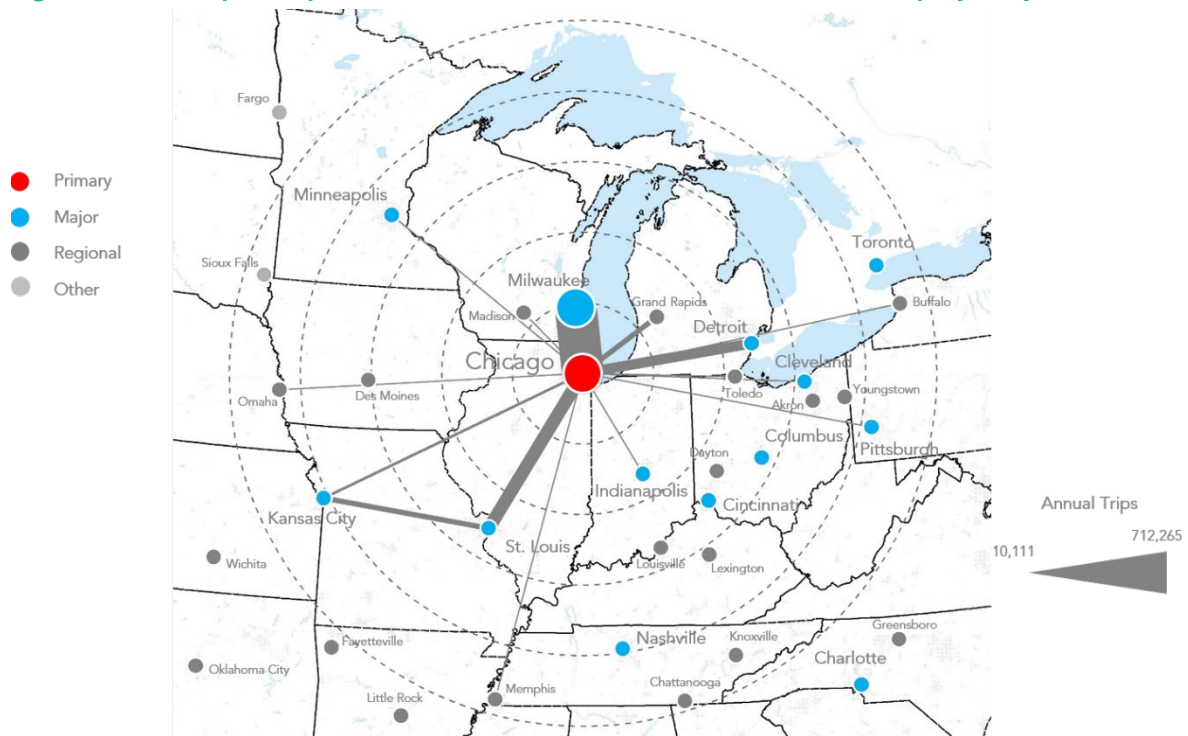 Fargo
Primary
Major
Regional
Other
Minneapolis
Sioux Falls
Toronto
Milwaukee
Madison
Grand Rapids
Buffalo
Detroit
Chicago
Cleveland
Omaha
Des Moines
Toledo
Akron
Youngstown
Columbus
Pittsburgh
Dayton
Indianapolis
Cincinnati
Kansas City
St. Louis
Annual Trips
10,111
712,265
Wichita
Louisville
Lexington
Nashville
Knoxville
Greensboro
Fayetteville
Charlotte
Oklahoma City
Little Rock
Memphis
Chattanooga